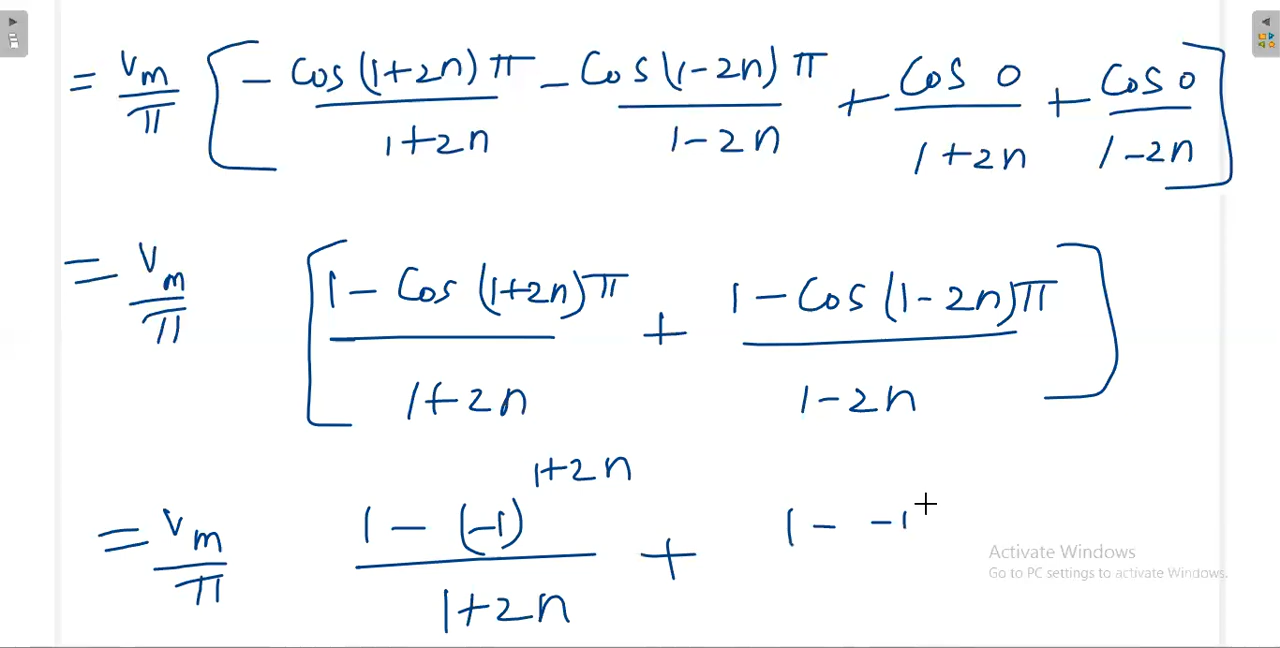 = Vm/π [ - Cos(1+2n)π/1+2n - Cos(1-2n)π/1-2n + Cos 0/1+2n + Cos 0/1-2n ]
= Vm/π [ 1 - Cos(1+2n)π/1+2n + 1 - Cos(1-2n)π/1-2n ]
= Vm/π 1 - (-1)^1+2n/1+2n + 1 - -1
Activate Windows
Go to PC settings to activate Windows.